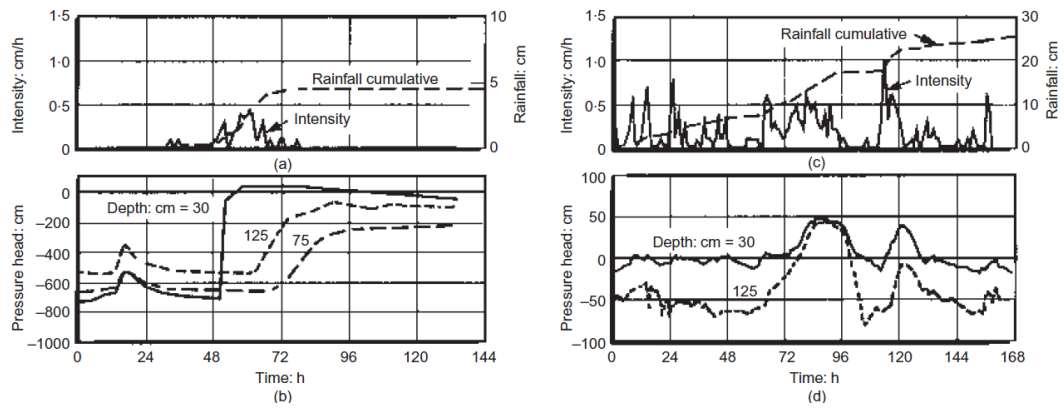 1·5
1·0
0·5
0
Intensity: cm/h
10
5
0
Rainfall: cm
Rainfall cumulative
Intensity
(a)
0
–200
–400
–600
–800
–1000
Pressure head: cm
Depth: cm = 30
125
75
0 24 48 72 96 120 144
Time: h
(b)
1·5
1·0
0·5
0
Intensity: cm/h
30
20
10
0
Rainfall: cm
Rainfall cumulative
Intensity
(c)
100
50
0
–50
–100
Pressure head: cm
Depth: cm = 30
125
0 24 48 72 96 120 144 168
Time: h
(d)